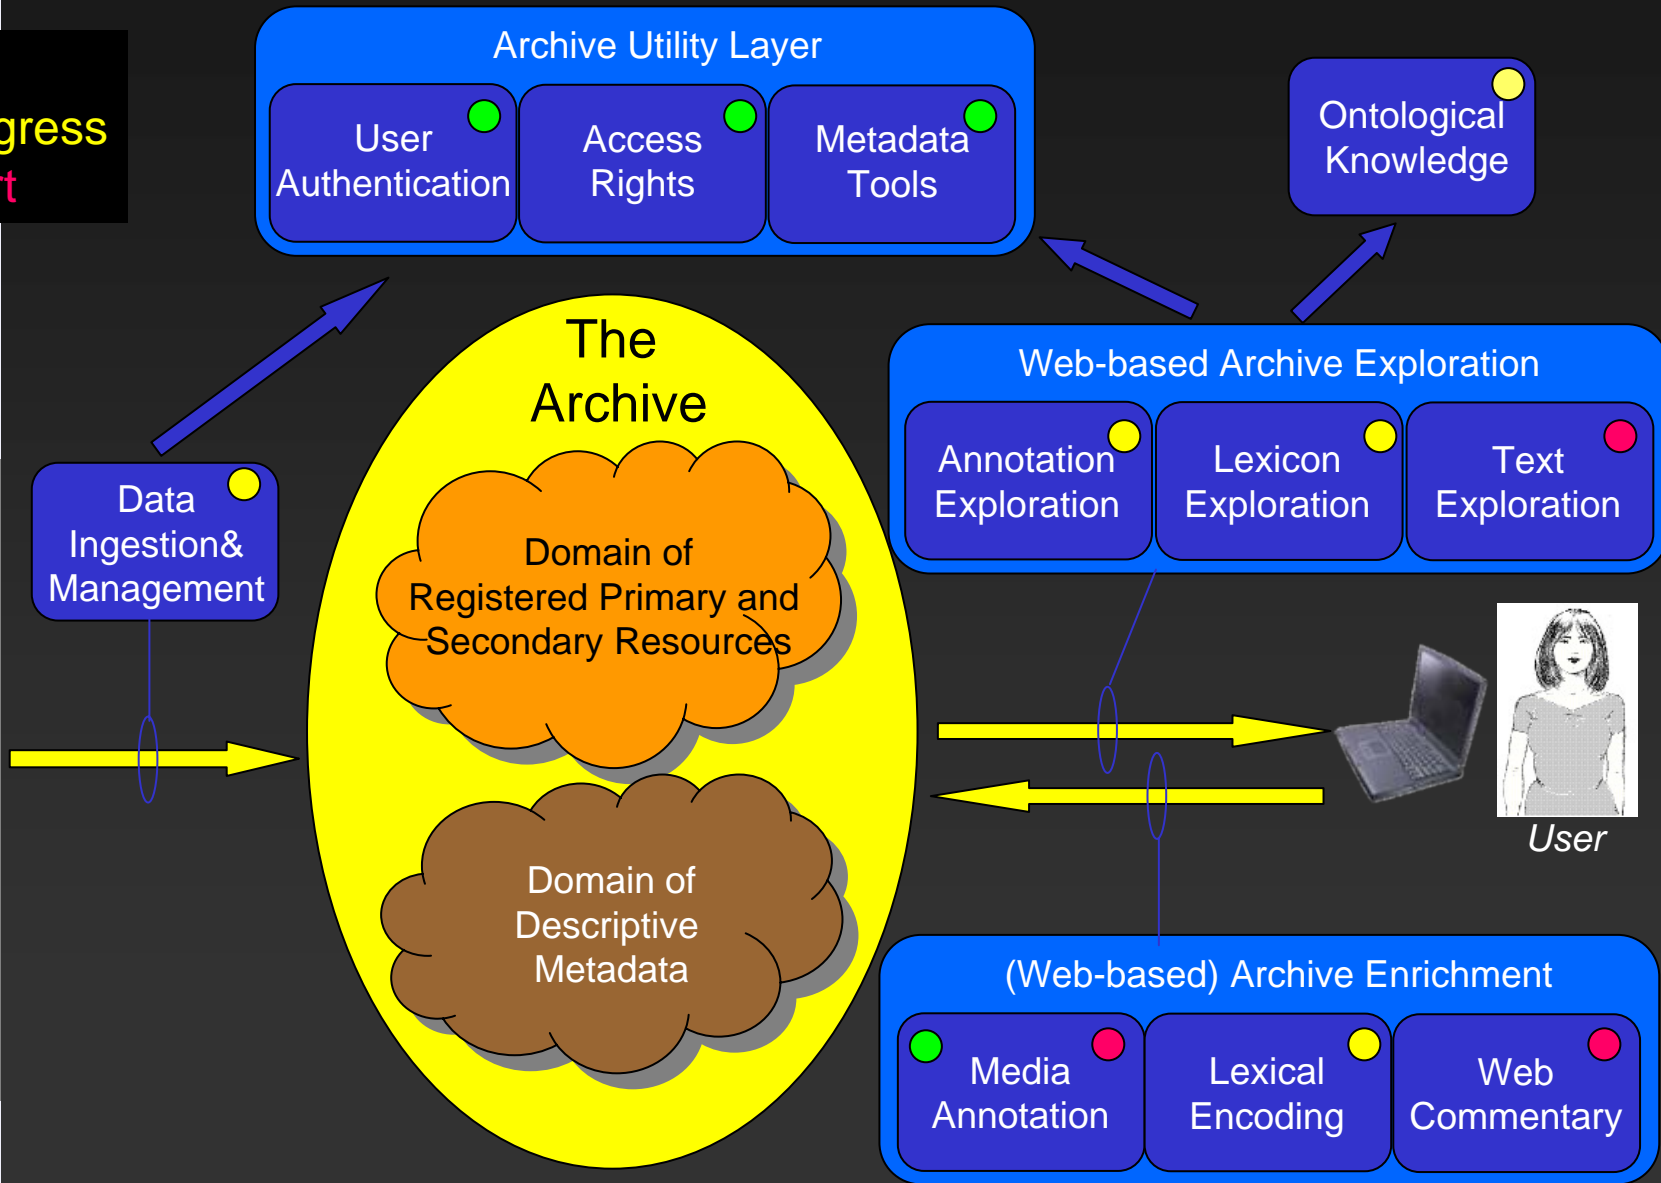 Archive Utility Layer
User
Authentication
Access
Rights
Metadata
Tools
Ontological
Knowledge
gress
rt
The
Archive
Web-based Archive Exploration
Annotation
Exploration
Lexicon
Exploration
Text
Exploration
Data
Ingestion&
Management
Domain of
Registered Primary and
Secondary Resources
User
Domain of
Descriptive
Metadata
(Web-based) Archive Enrichment
Media
Annotation
Lexical
Encoding
Web
Commentary